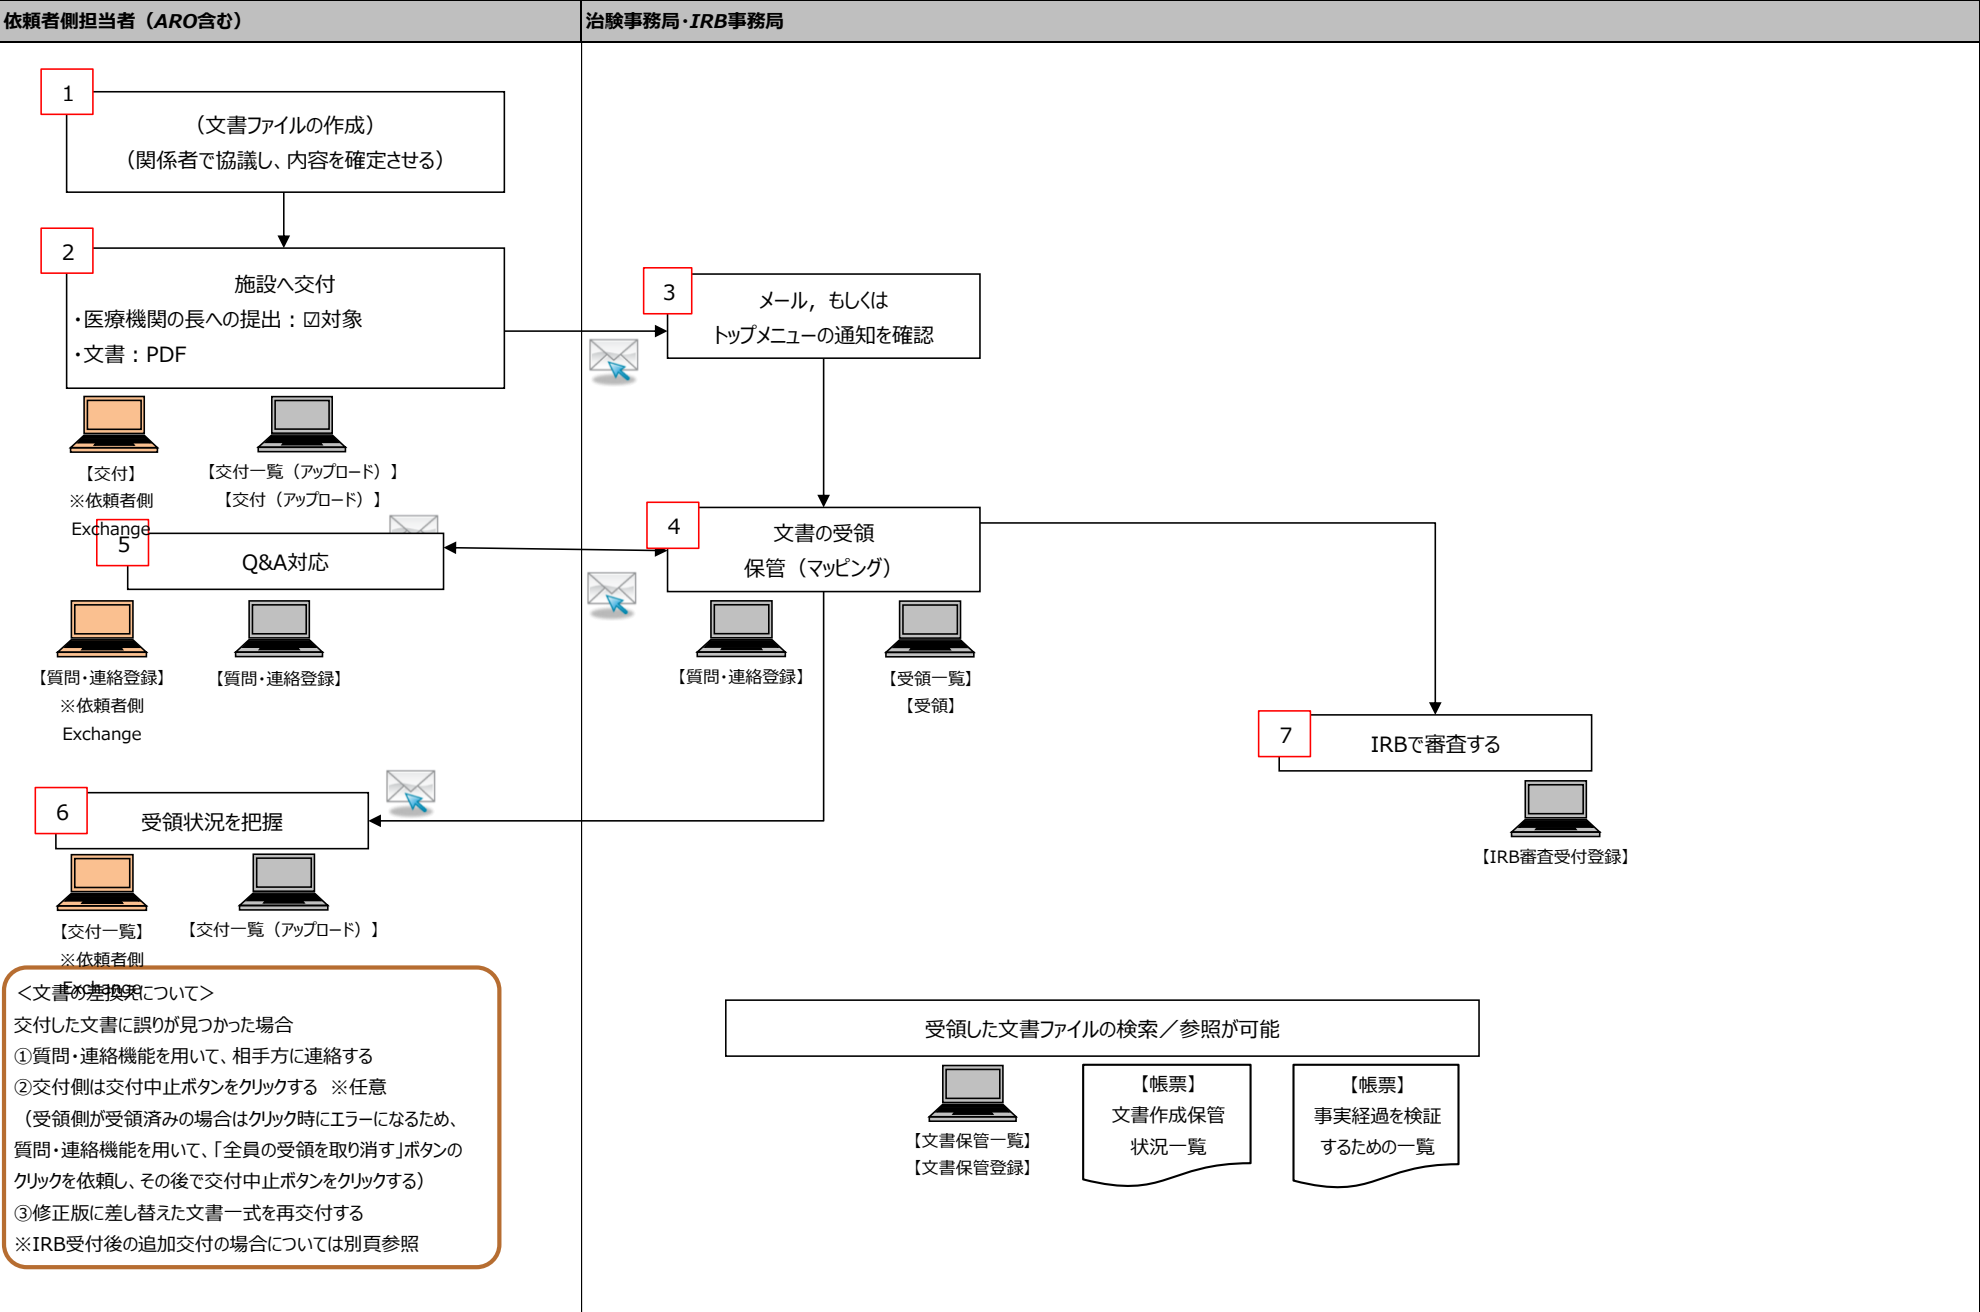 依頼者側担当者（ARO含む）
治験事務局・IRB事務局
1
（文書ファイルの作成）
（関係者で協議し、内容を確定させる）
2
施設へ交付
・医療機関の長への提出：☑対象
・文書：PDF
3
メール，もしくは
トップメニューの通知を確認
【交付】
※依頼者側
Exchange
【交付一覧（アップロード）】
【交付（アップロード）】
4
文書の受領
保管（マッピング）
5
Q&A対応
【質問・連絡登録】
※依頼者側
Exchange
【質問・連絡登録】
【質問・連絡登録】
【受領一覧】
【受領】
7
IRBで審査する
【IRB審査受付登録】
6
受領状況を把握
【交付一覧】
※依頼者側
Exchange
【交付一覧（アップロード）】
＜文書の差換えについて＞
交付した文書に誤りが見つかった場合
①質問・連絡機能を用いて、相手方に連絡する
②交付側は交付中止ボタンをクリックする ※任意
（受領側が受領済みの場合はクリック時にエラーになるため、
質問・連絡機能を用いて、「全員の受領を取り消す」ボタンの
クリックを依頼し、その後で交付中止ボタンをクリックする）
③修正版に差し替えた文書一式を再交付する
※IRB受付後の追加交付の場合については別頁参照
受領した文書ファイルの検索／参照が可能
【文書保管一覧】
【文書保管登録】
【帳票】
文書作成保管
状況一覧
【帳票】
事実経過を検証
するための一覧